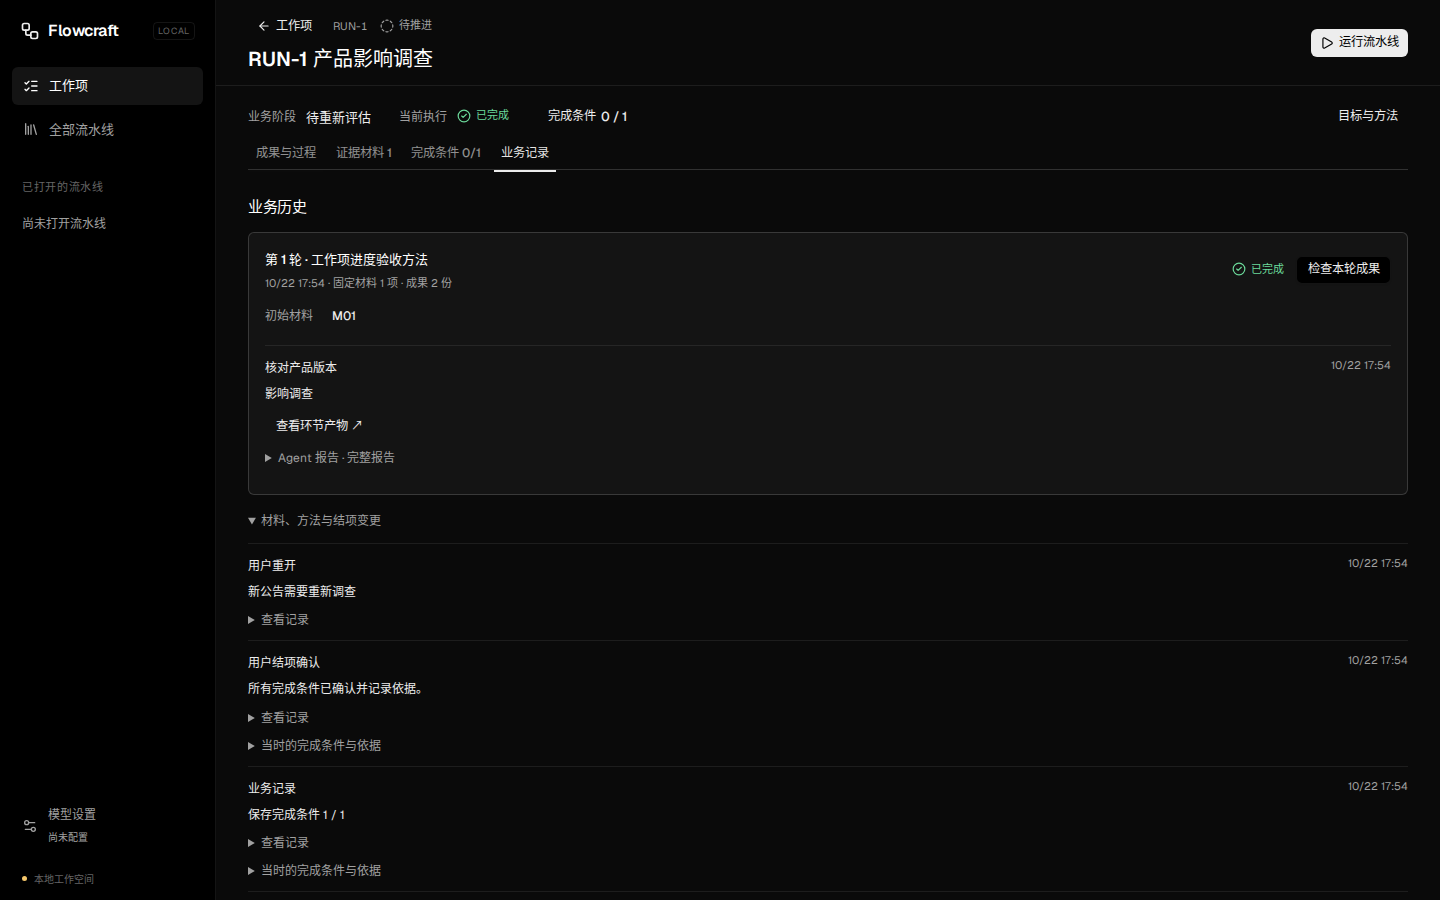 Flowcraft
LOCAL
工作项
全部流水线
已打开的流水线
尚未打开流水线
模型设置
尚未配置
本地工作空间
工作项 RUN-1 待推进
RUN-1 产品影响调查
运行流水线
业务阶段 待重新评估 当前执行 已完成 完成条件 0 / 1
目标与方法
成果与过程 证据材料 1 完成条件 0/1 业务记录
业务历史
第 1 轮 · 工作项进度验收方法
10/22 17:54 · 固定材料 1 项 · 成果 2 份
已完成 检查本轮成果
初始材料 M01
核对产品版本 10/22 17:54
影响调查
查看环节产物 ↗
Agent 报告 · 完整报告
材料、方法与结项变更
用户重开 10/22 17:54
新公告需要重新调查
查看记录
用户结项确认 10/22 17:54
所有完成条件已确认并记录依据。
查看记录
当时的完成条件与依据
业务记录 10/22 17:54
保存完成条件 1 / 1
查看记录
当时的完成条件与依据